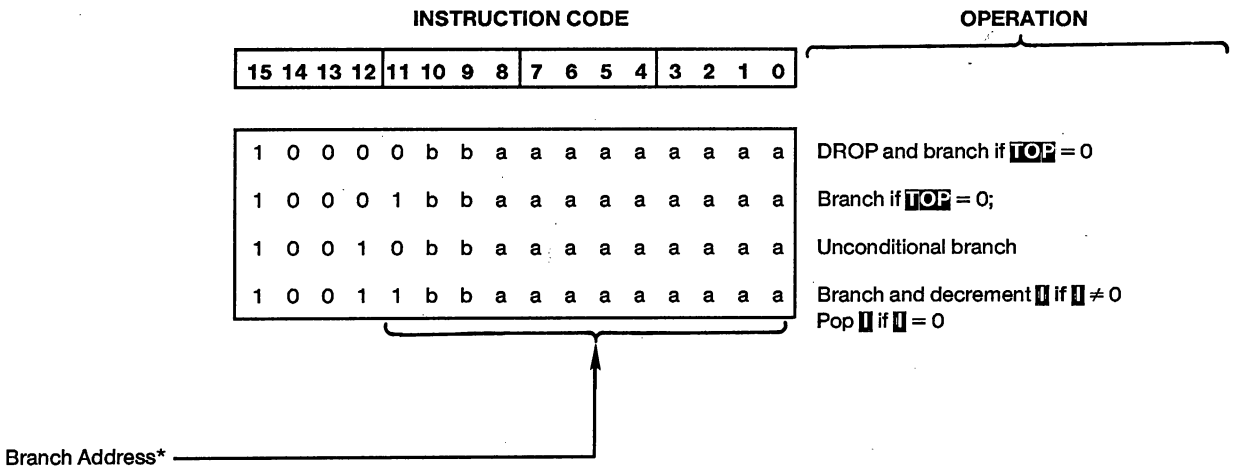 INSTRUCTION CODE OPERATION
15 14 13 12 11 10 9 8 7 6 5 4 3 2 1 0
1 0 0 0 0 b b a a a a a a a a a DROP and branch if TOP = 0
1 0 0 0 1 b b a a a a a a a a a Branch if TOP = 0;
1 0 0 1 0 b b a a a a a a a a a Unconditional branch
1 0 0 1 1 b b a a a a a a a a a Branch and decrement I if I ≠ 0
Pop I if I = 0
Branch Address*